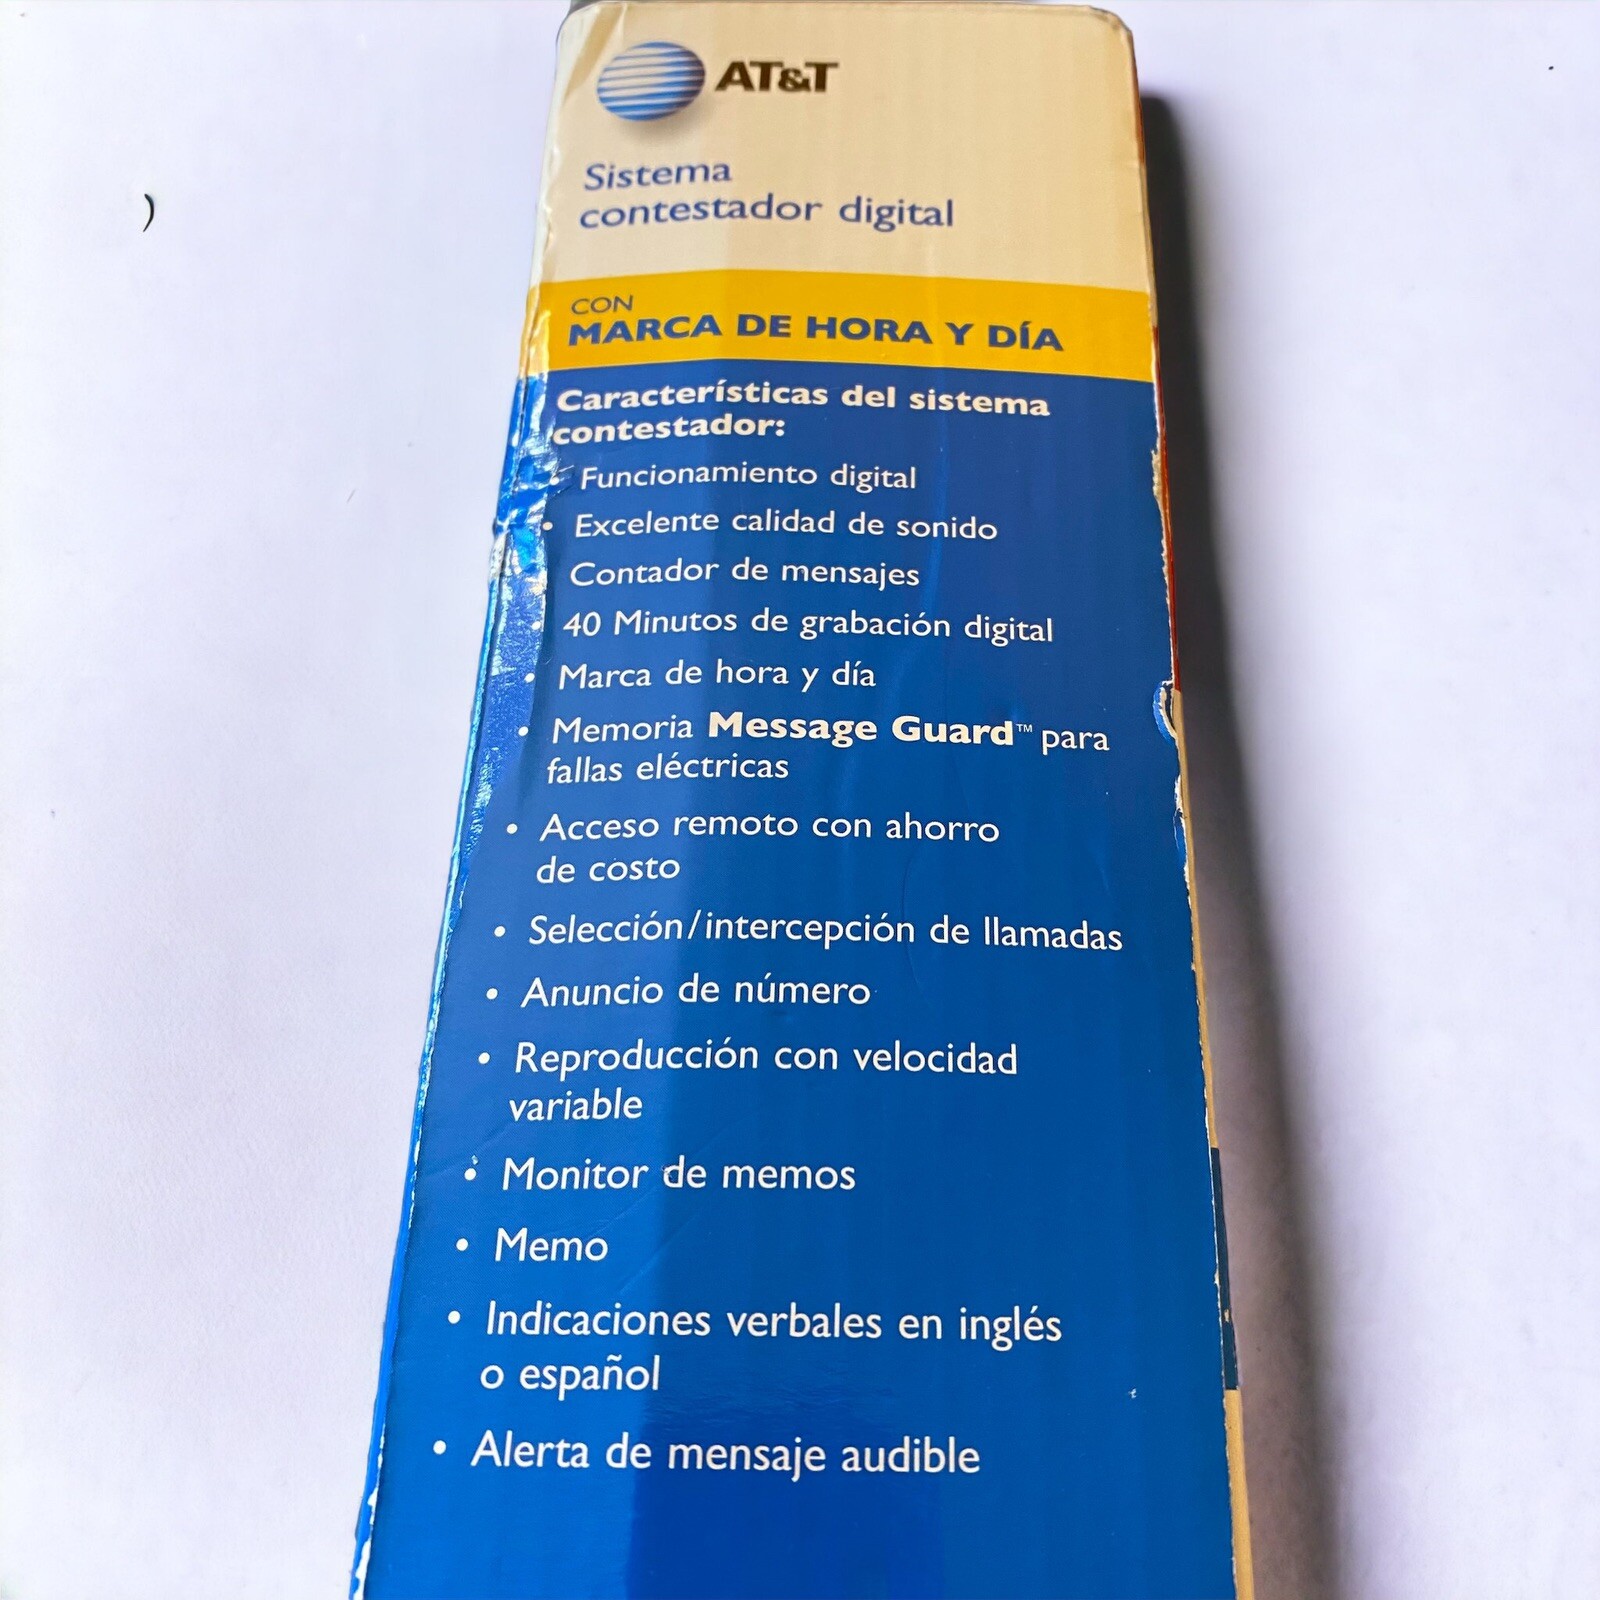 AT&T
Sistema
contestador digital
CON
MARCA DE HORA Y DÍA
Características del sistema
contestador:
• Funcionamiento digital
• Excelente calidad de sonido
Contador de mensajes
• 40 Minutos de grabación digital
• Marca de hora y día
• Memoria Message Guard™ para
fallas eléctricas
• Acceso remoto con ahorro
de costo
• Selección/intercepción de llamadas
• Anuncio de número
• Reproducción con velocidad
variable
• Monitor de memos
• Memo
• Indicaciones verbales en inglés
o español
• Alerta de mensaje audible